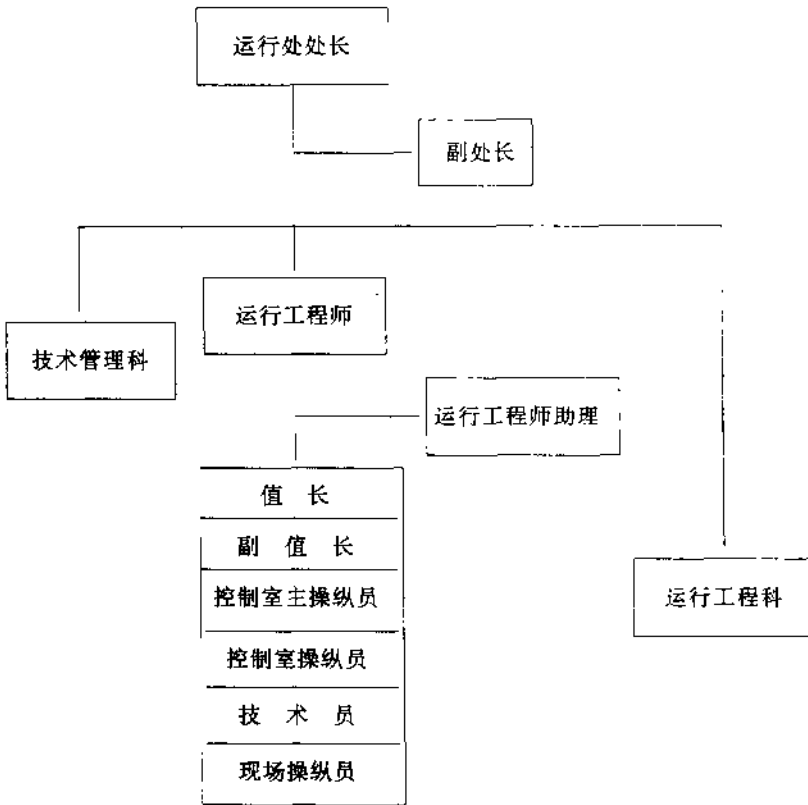 运行处处长
副处长
运行工程师
技术管理科
运行工程师助理
值 长
副 值 长
控制室主操纵员
运行工程科
控制室操纵员
技 术 员
现场操纵员